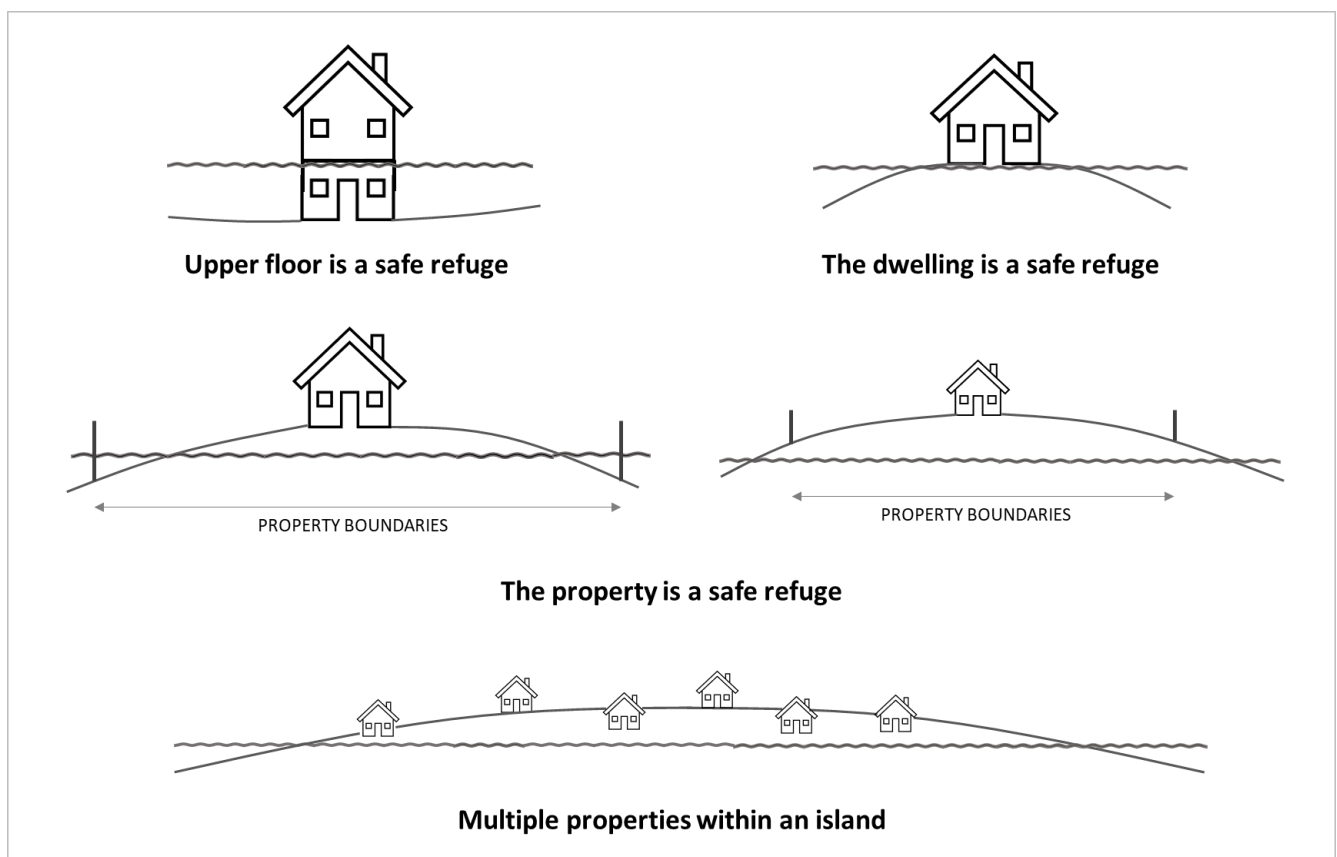 Upper floor is a safe refuge
The dwelling is a safe refuge
PROPERTY BOUNDARIES
PROPERTY BOUNDARIES
The property is a safe refuge
Multiple properties within an island